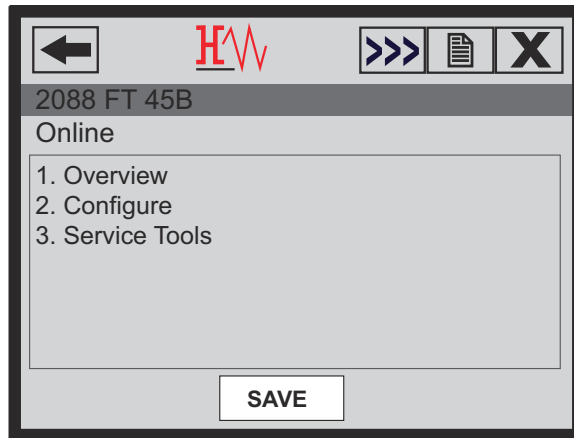 H
>>>
X
2088 FT 45B
Online
1. Overview
2. Configure
3. Service Tools
SAVE